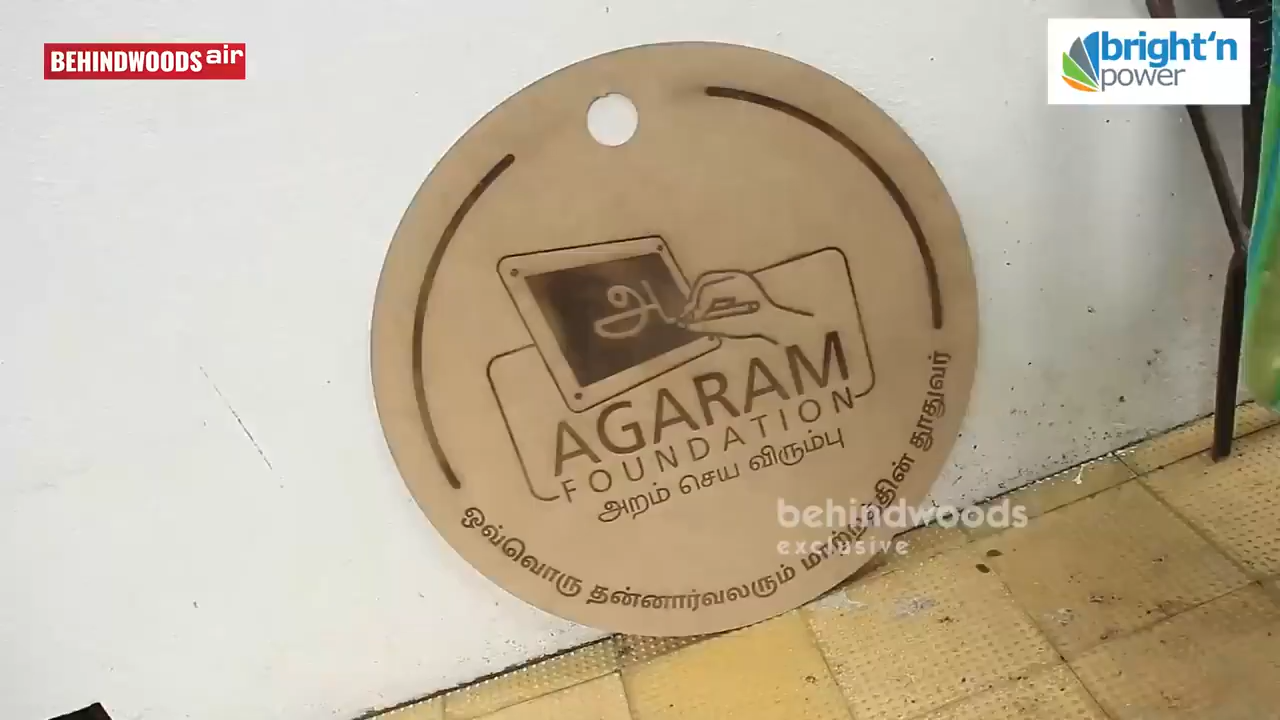 BEHINDWOODS air
bright'n
power
அ
AGARAM
FOUNDATION
அறம் செய விரும்பு
ஒவ்வொரு தன்னார்வலரும் மாற்றத்தின் தூதுவர்
behindwoods
exclusive